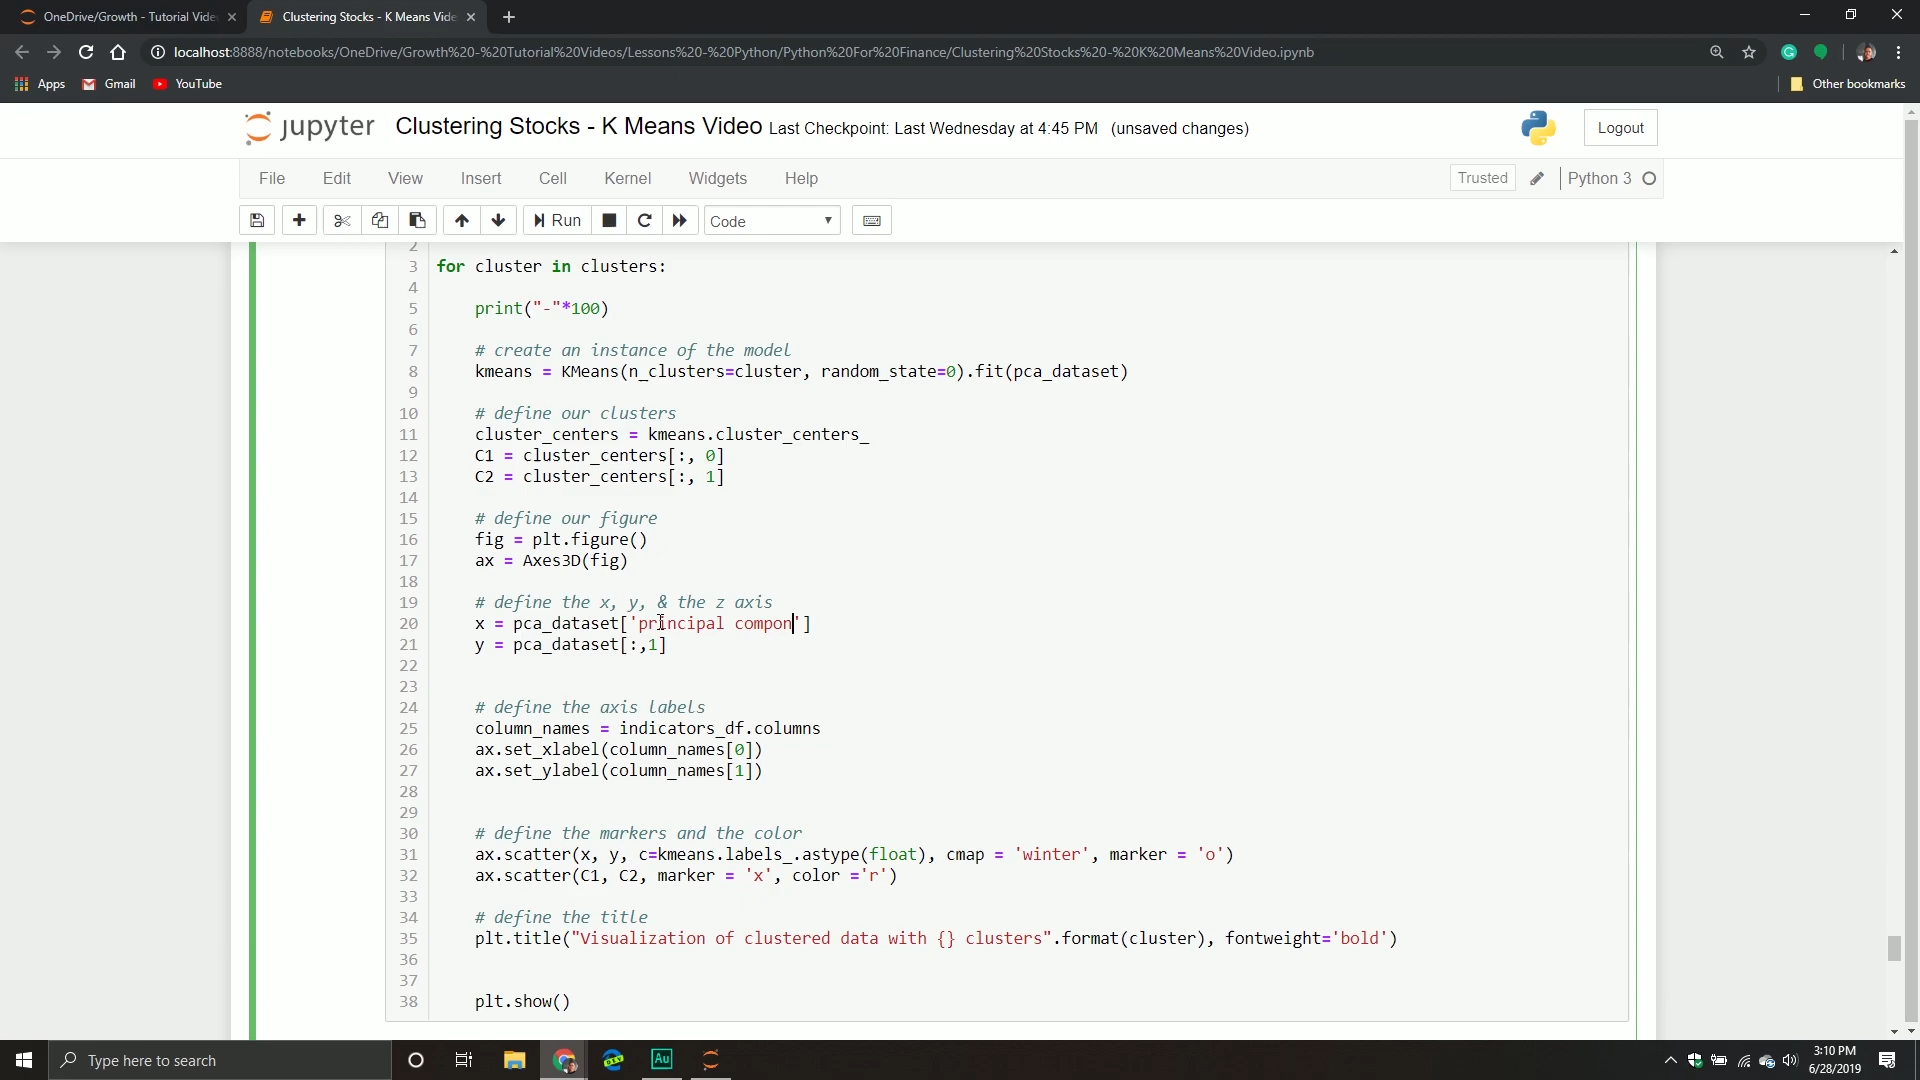 OneDrive/Growth - Tutorial Vide
Clustering Stocks - K Means Vide
localhost:8888/notebooks/OneDrive/Growth%20-%20Tutorial%20Videos/Lessons%20-%20Python/Python%20For%20Finance/Clustering%20Stocks%20-%20K%20Means%20Video.ipynb
Apps Gmail YouTube Other bookmarks
jupyter Clustering Stocks - K Means Video Last Checkpoint: Last Wednesday at 4:45 PM (unsaved changes) Logout
File Edit View Insert Cell Kernel Widgets Help Trusted Python 3
Run Code
2
3 for cluster in clusters:
4
5 print("-"*100)
6
7 # create an instance of the model
8 kmeans = KMeans(n_clusters=cluster, random_state=0).fit(pca_dataset)
9
10 # define our clusters
11 cluster_centers = kmeans.cluster_centers_
12 C1 = cluster_centers[:, 0]
13 C2 = cluster_centers[:, 1]
14
15 # define our figure
16 fig = plt.figure()
17 ax = Axes3D(fig)
18
19 # define the x, y, & the z axis
20 x = pca_dataset['principal compon']
21 y = pca_dataset[:,1]
22
23
24 # define the axis labels
25 column_names = indicators_df.columns
26 ax.set_xlabel(column_names[0])
27 ax.set_ylabel(column_names[1])
28
29
30 # define the markers and the color
31 ax.scatter(x, y, c=kmeans.labels_.astype(float), cmap = 'winter', marker = 'o')
32 ax.scatter(C1, C2, marker = 'x', color ='r')
33
34 # define the title
35 plt.title("Visualization of clustered data with {} clusters".format(cluster), fontweight='bold')
36
37
38 plt.show()
Type here to search
Au
3:10 PM
6/28/2019